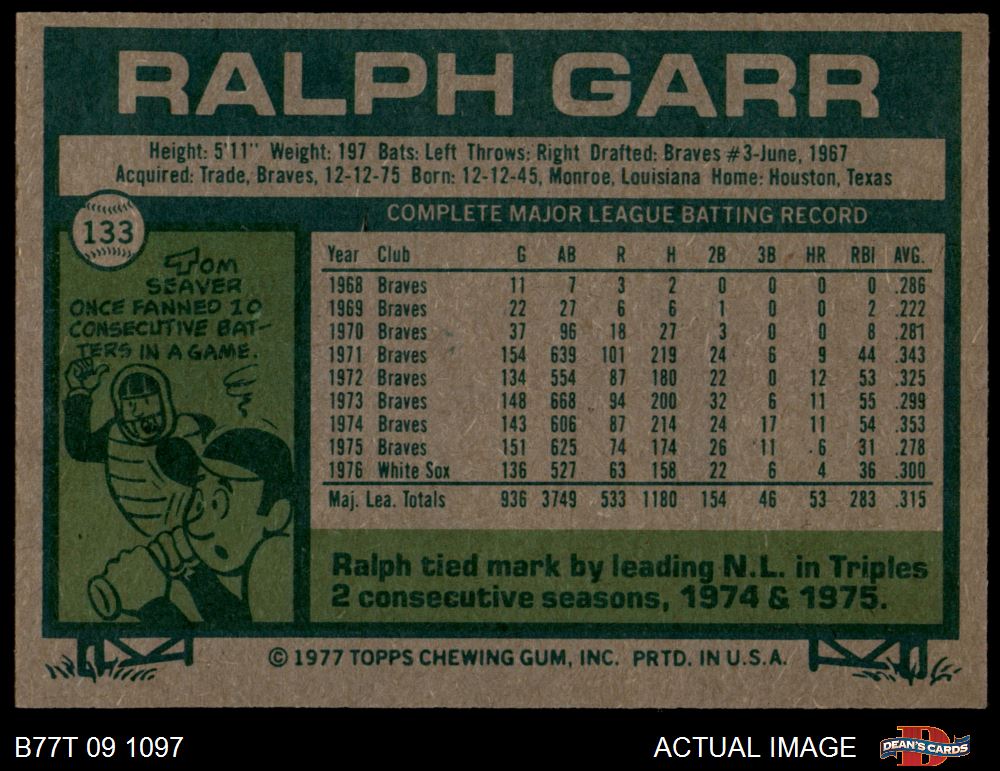 RALPH GARR
Height: 5'11" Weight: 197 Bats: Left Throws: Right Drafted: Braves #3-June, 1967
Acquired: Trade, Braves, 12-12-75 Born: 12-12-45, Monroe, Louisiana Home: Houston, Texas
133
COMPLETE MAJOR LEAGUE BATTING RECORD
TOM
SEAVER
ONCE FANNED 10
CONSECUTIVE BAT-
TERS IN A GAME.
Year Club G AB R H 2B 3B HR RBI AVG.
1968 Braves 11 7 3 2 0 0 0 0 .286
1969 Braves 22 27 6 6 1 0 0 2 .222
1970 Braves 37 96 18 27 3 0 0 8 .281
1971 Braves 154 639 101 219 24 6 9 44 .343
1972 Braves 134 554 87 180 22 0 12 53 .325
1973 Braves 148 668 94 200 32 6 11 55 .299
1974 Braves 143 606 87 214 24 17 11 54 .353
1975 Braves 151 625 74 174 26 11 6 31 .278
1976 White Sox 136 527 63 158 22 6 4 36 .300
Maj. Lea. Totals 936 3749 533 1180 154 46 53 283 .315
Ralph tied mark by leading N.L. in Triples
2 consecutive seasons, 1974 & 1975.
© 1977 TOPPS CHEWING GUM, INC. PRTD. IN U.S.A.
B77T 09 1097
ACTUAL IMAGE
D
DEAN'S CARDS